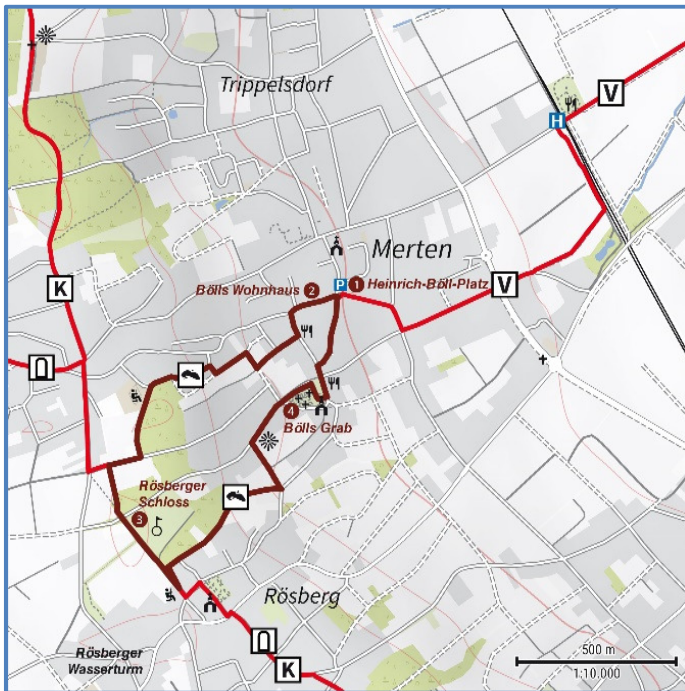 Trippelsdorf
V
H
Merten
K
Bölls Wohnhaus 2
P
1 Heinrich-Böll-Platz
V
4
Bölls Grab
Rösberger
Schloss
3
Rösberg
Rösberger
Wasserturm
K
500 m
1:10.000